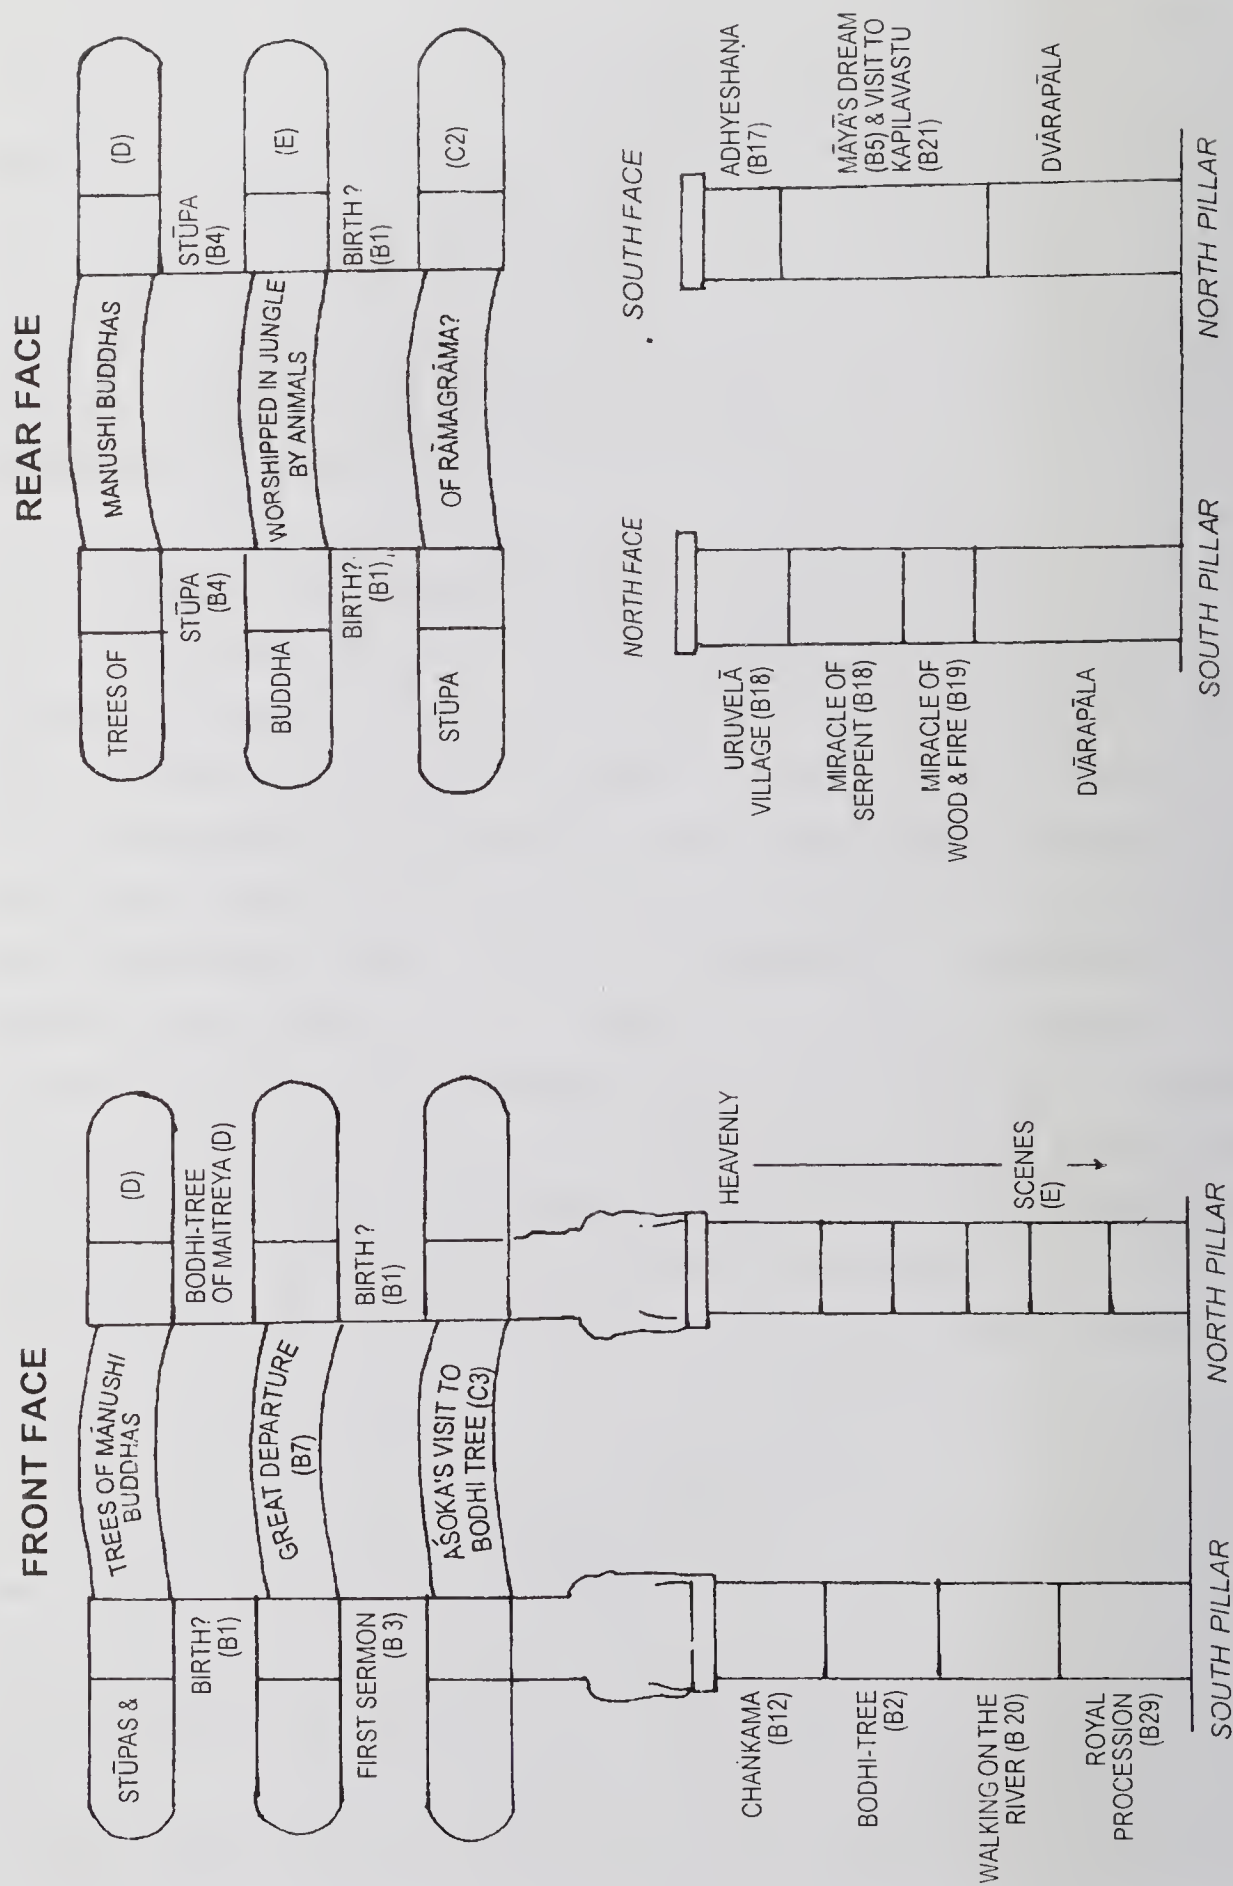 FRONT FACE
STŪPAS &
TREES OF MĀNUSHI
BUDDHAS
(D)
BIRTH?
(B1)
BODHI-TREE
OF MAITREYA (D)
GREAT DEPARTURE
(B7)
FIRST SERMON
(B 3)
BIRTH?
(B1)
AŚOKA'S VISIT TO
BODHI TREE (C3)
CHAṄKAMA
(B12)
BODHI-TREE
(B2)
WALKING ON THE
RIVER (B 20)
ROYAL
PROCESSION
(B29)
HEAVENLY
SCENES
(E)
SOUTH PILLAR
NORTH PILLAR
REAR FACE
TREES OF
MANUSHI BUDDHAS
(D)
STŪPA
(B4)
STŪPA
(B4)
BUDDHA
WORSHIPPED IN JUNGLE
BY ANIMALS
(E)
BIRTH?
(B1)
BIRTH?
(B1)
STŪPA
OF RĀMAGRĀMA?
(C2)
NORTH FACE
SOUTH FACE
URUVELĀ
VILLAGE (B18)
MIRACLE OF
SERPENT (B18)
MIRACLE OF
WOOD & FIRE (B19)
DVĀRAPĀLA
ADHYESHAṆA
(B17)
MĀYĀ'S DREAM
(B5) & VISIT TO
KAPILAVASTU
(B21)
DVĀRAPĀLA
SOUTH PILLAR
NORTH PILLAR